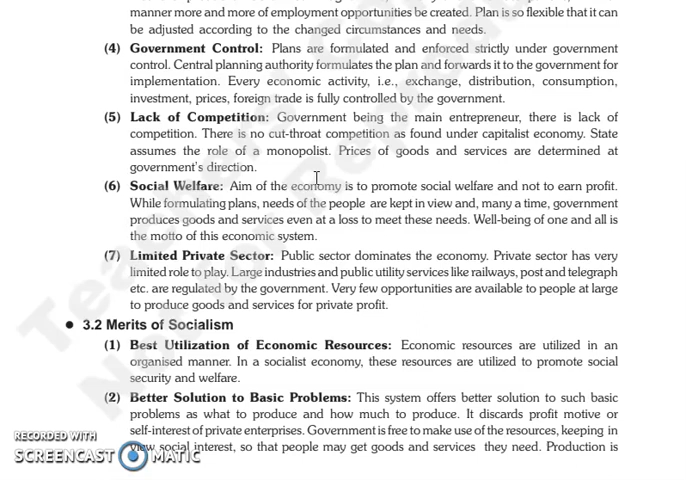 manner more and more of employment opportunities be created. Plan is so flexible that it can
be adjusted according to the changed circumstances and needs.
(4) Government Control: Plans are formulated and enforced strictly under government
control. Central planning authority formulates the plan and forwards it to the government for
implementation. Every economic activity, i.e., exchange, distribution, consumption,
investment, prices, foreign trade is fully controlled by the government.
(5) Lack of Competition: Government being the main entrepreneur, there is lack of
competition. There is no cut-throat competition as found under capitalist economy. State
assumes the role of a monopolist. Prices of goods and services are determined at
government's direction.
(6) Social Welfare: Aim of the economy is to promote social welfare and not to earn profit.
While formulating plans, needs of the people are kept in view and, many a time, government
produces goods and services even at a loss to meet these needs. Well-being of one and all is
the motto of this economic system.
(7) Limited Private Sector: Public sector dominates the economy. Private sector has very
limited role to play. Large industries and public utility services like railways, post and telegraph
etc. are regulated by the government. Very few opportunities are available to people at large
to produce goods and services for private profit.
• 3.2 Merits of Socialism
(1) Best Utilization of Economic Resources: Economic resources are utilized in an
organised manner. In a socialist economy, these resources are utilized to promote social
security and welfare.
(2) Better Solution to Basic Problems: This system offers better solution to such basic
problems as what to produce and how much to produce. It discards profit motive or
self-interest of private enterprises. Government is free to make use of the resources, keeping in
view social interest, so that people may get goods and services they need. Production is
RECORDED WITH
SCREENCAST MATIC